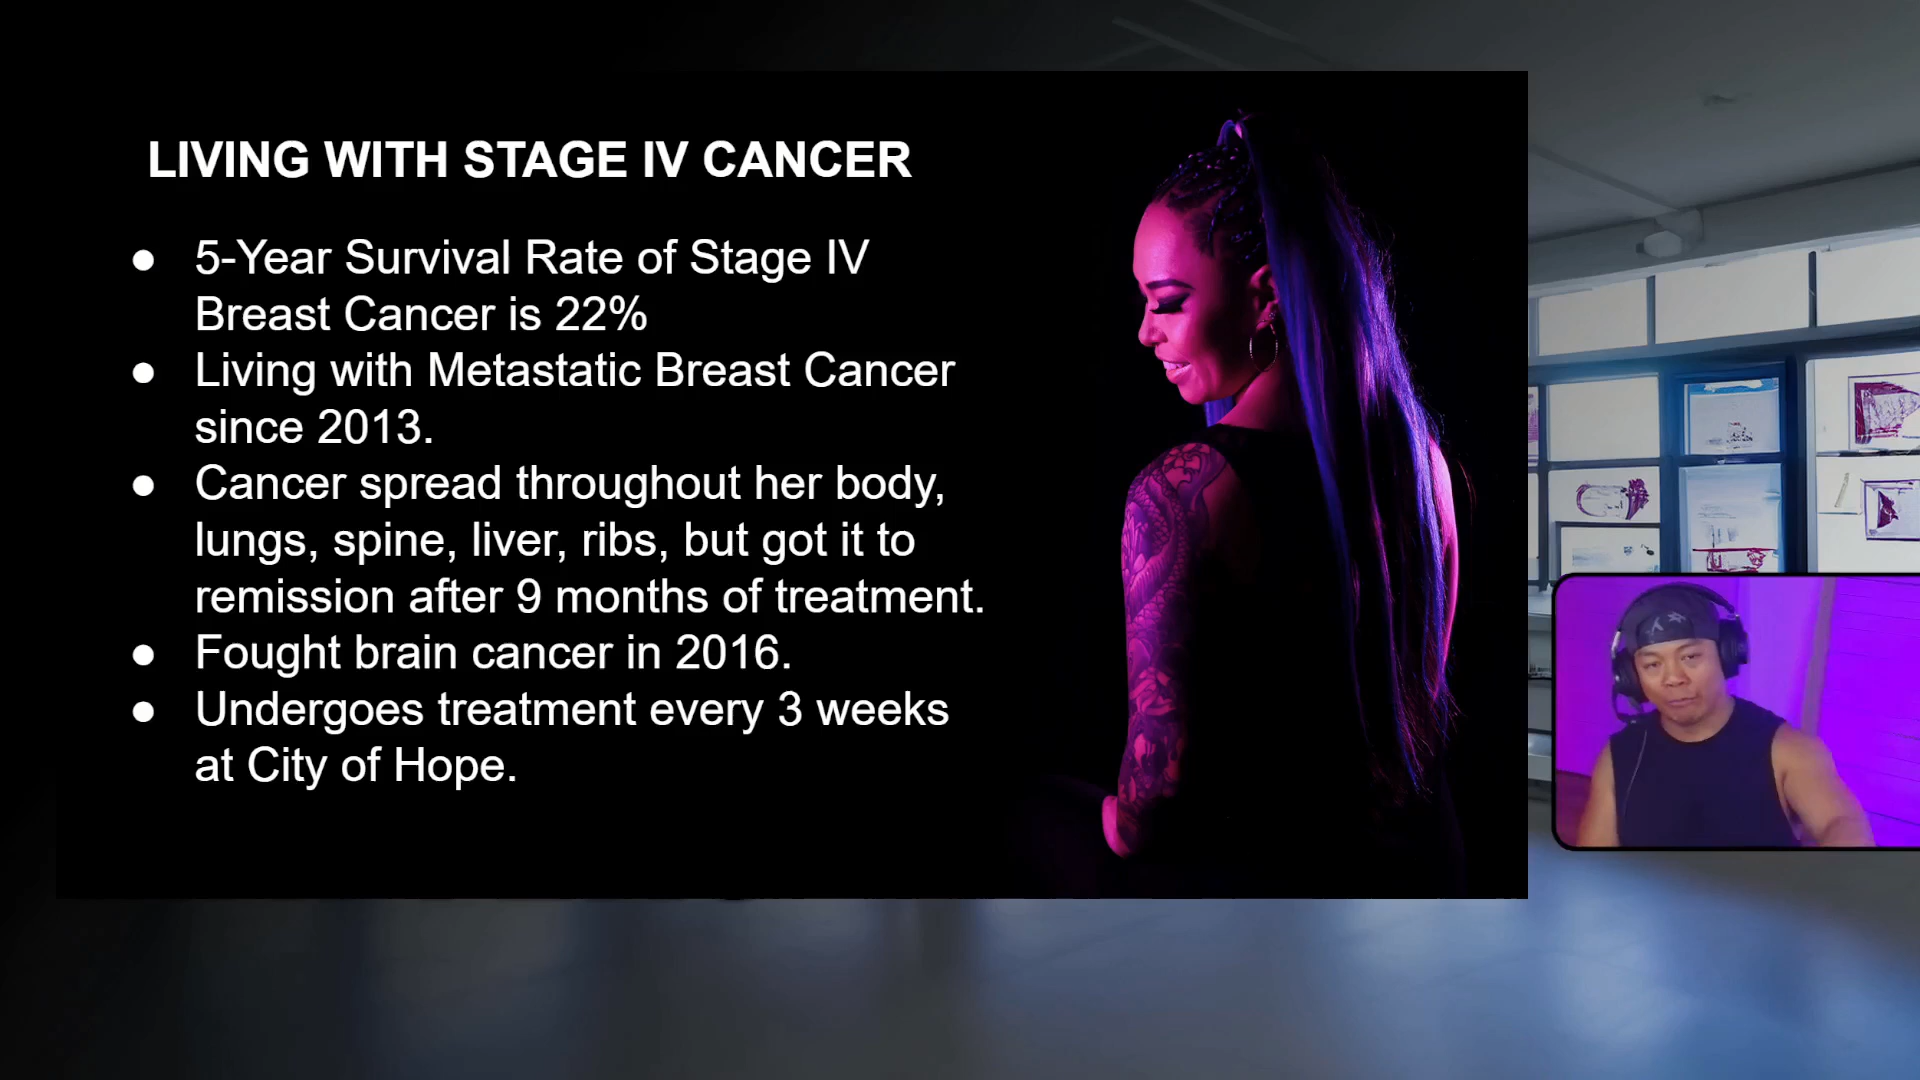 LIVING WITH STAGE IV CANCER
● 5-Year Survival Rate of Stage IV
Breast Cancer is 22%
● Living with Metastatic Breast Cancer
since 2013.
● Cancer spread throughout her body,
lungs, spine, liver, ribs, but got it to
remission after 9 months of treatment.
● Fought brain cancer in 2016.
● Undergoes treatment every 3 weeks
at City of Hope.